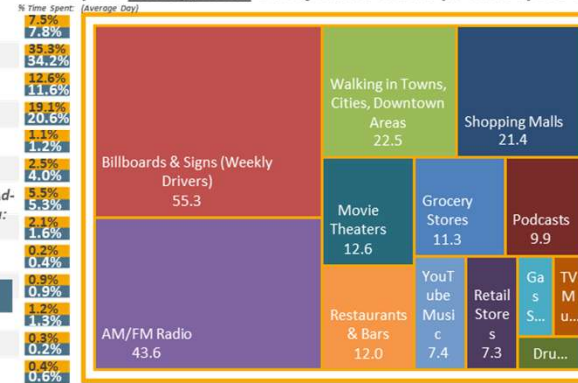 % Time Spent: (Average Day)
7.5%
7.8%
35.3%
34.2%
12.6%
11.6%
19.1%
20.6%
1.1%
1.2%
2.5%
4.0%
d-
5.5%
5.3%
:
2.1%
1.6%
0.2%
0.4%
0.9%
0.9%
1.2%
1.3%
0.3%
0.2%
0.4%
0.6%
Billboards & Signs (Weekly
Drivers)
55.3
AM/FM Radio
43.6
Walking in Towns,
Cities, Downtown
Areas
22.5
Shopping Malls
21.4
Movie
Theaters
12.6
Grocery
Stores
11.3
Podcasts
9.9
Restaurants
& Bars
12.0
YouT
ube
Musi
c
7.4
Retail
Store
s
7.3
Ga
s
S...
TV
M
u...
Dru...